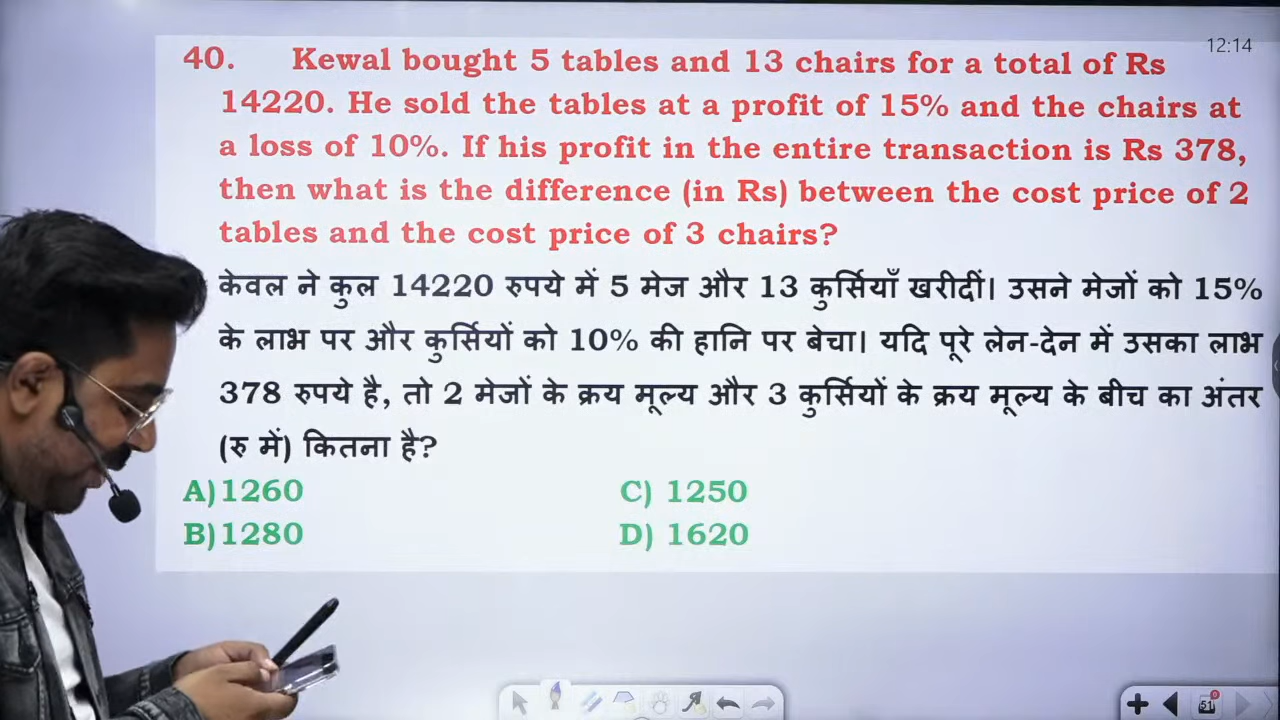 12:14
40. Kewal bought 5 tables and 13 chairs for a total of Rs
14220. He sold the tables at a profit of 15% and the chairs at
a loss of 10%. If his profit in the entire transaction is Rs 378,
then what is the difference (in Rs) between the cost price of 2
tables and the cost price of 3 chairs?
केवल ने कुल 14220 रुपये में 5 मेज और 13 कुर्सियाँ खरीदीं। उसने मेजों को 15%
के लाभ पर और कुर्सियों को 10% की हानि पर बेचा। यदि पूरे लेन-देन में उसका लाभ
378 रुपये है, तो 2 मेजों के क्रय मूल्य और 3 कुर्सियों के क्रय मूल्य के बीच का अंतर
(रु में) कितना है?
A)1260 C) 1250
B)1280 D) 1620
51